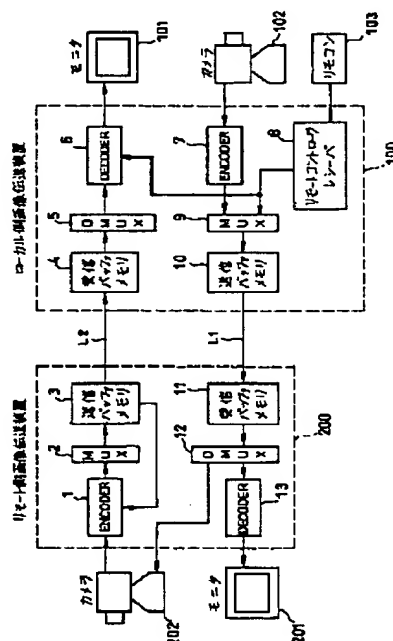 リモート側画像伝送装置
ローカル側画像伝送装置
カメラ
202
1
ENCODER
2
MUX
3
送信
バッファ
メモリ
L2
4
受信
バッファ
メモリ
5
DMUX
6
DECODER
モニタ
101
モニタ
201
13
DECODER
12
DMUX
11
受信
バッファ
メモリ
L1
10
送信
バッファ
メモリ
9
MUX
7
ENCODER
カメラ
102
8
リモートコントロール
レシーバ
リモコン
103
200
100